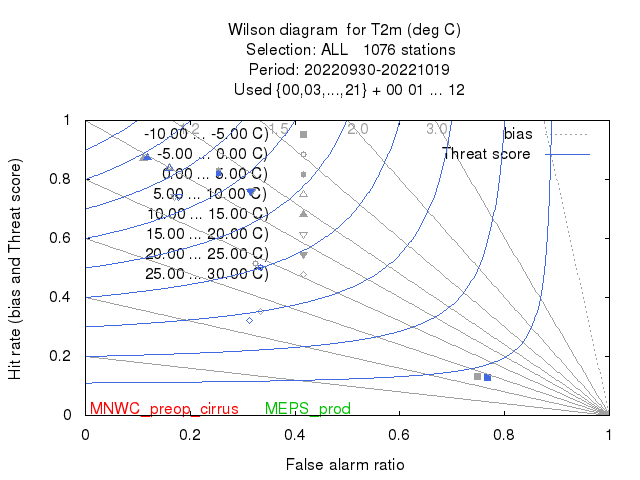 Wilson diagram  for T2m (deg C)
Selection: ALL   1076 stations
Period: 20220930-20221019
Used {00,03,...,21} + 00 01 ... 12
1
0.8
0.6
0.4
0.2
0
Hit rate (bias and Threat score)
1.2
1.5
2.0
3.0
-10.00 ... -5.00 C)
-5.00 ... 0.00 C)
0.00 ... 5.00 C)
5.00 ... 10.00 C)
10.00 ... 15.00 C)
15.00 ... 20.00 C)
20.00 ... 25.00 C)
25.00 ... 30.00 C)
bias
Threat score
MNWC_preop_cirrus
MEPS_prod
0
0.2
0.4
0.6
0.8
1
False alarm ratio